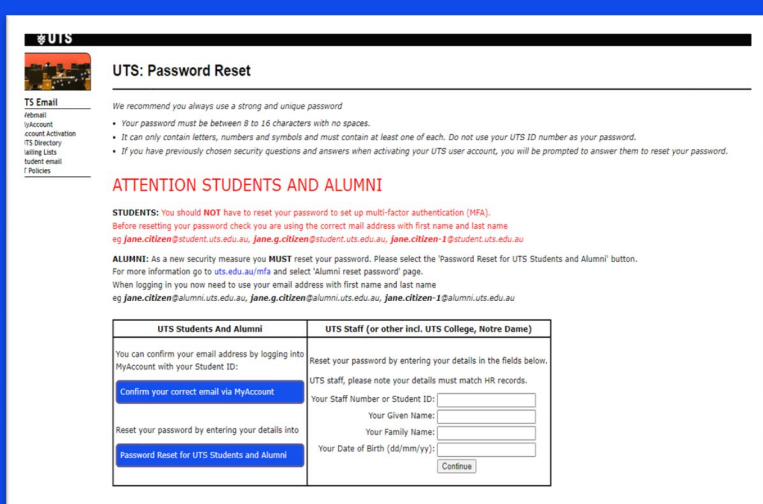 UTS
UTS: Password Reset
TS Email
Webmail
MyAccount
ccount Activation
TS Directory
ailing Lists
tudent email
T Policies
We recommend you always use a strong and unique password
• Your password must be between 8 to 16 characters with no spaces.
• It can only contain letters, numbers and symbols and must contain at least one of each. Do not use your UTS ID number as your password.
• If you have previously chosen security questions and answers when activating your UTS user account, you will be prompted to answer them to reset your password.
ATTENTION STUDENTS AND ALUMNI
STUDENTS: You should NOT have to reset your password to set up multi-factor authentication (MFA).
Before resetting your password check you are using the correct mail address with first name and last name
eg jane.citizen@student.uts.edu.au, jane.g.citizen@student.uts.edu.au, jane.citizen-1@student.uts.edu.au
ALUMNI: As a new security measure you MUST reset your password. Please select the 'Password Reset for UTS Students and Alumni' button.
For more information go to uts.edu.au/mfa and select 'Alumni reset password' page.
When logging in you now need to use your email address with first name and last name
eg jane.citizen@alumni.uts.edu.au, jane.g.citizen@alumni.uts.edu.au, jane.citizen-1@alumni.uts.edu.au
UTS Students And Alumni
You can confirm your email address by logging into
MyAccount with your Student ID:
Confirm your correct email via MyAccount
Reset your password by entering your details into
Password Reset for UTS Students and Alumni
UTS Staff (or other incl. UTS College, Notre Dame)
Reset your password by entering your details in the fields below.
UTS staff, please note your details must match HR records.
Your Staff Number or Student ID:
Your Given Name:
Your Family Name:
Your Date of Birth (dd/mm/yy):
Continue